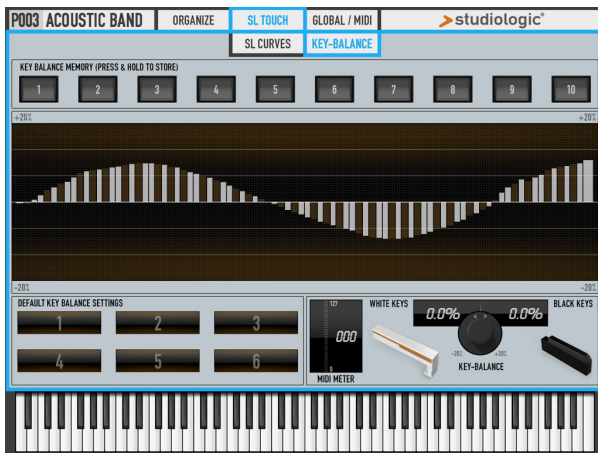 P003 ACOUSTIC BAND ORGANIZE SL TOUCH GLOBAL / MIDI studiologic®
SL CURVES KEY-BALANCE
KEY BALANCE MEMORY (PRESS & HOLD TO STORE)
1 2 3 4 5 6 7 8 9 10
+20% +20%
-20% -20%
DEFAULT KEY BALANCE SETTINGS
1 2 3
4 5 6
127
000
0
MIDI METER
WHITE KEYS 0.0% 0.0% BLACK KEYS
-20% +20%
KEY-BALANCE